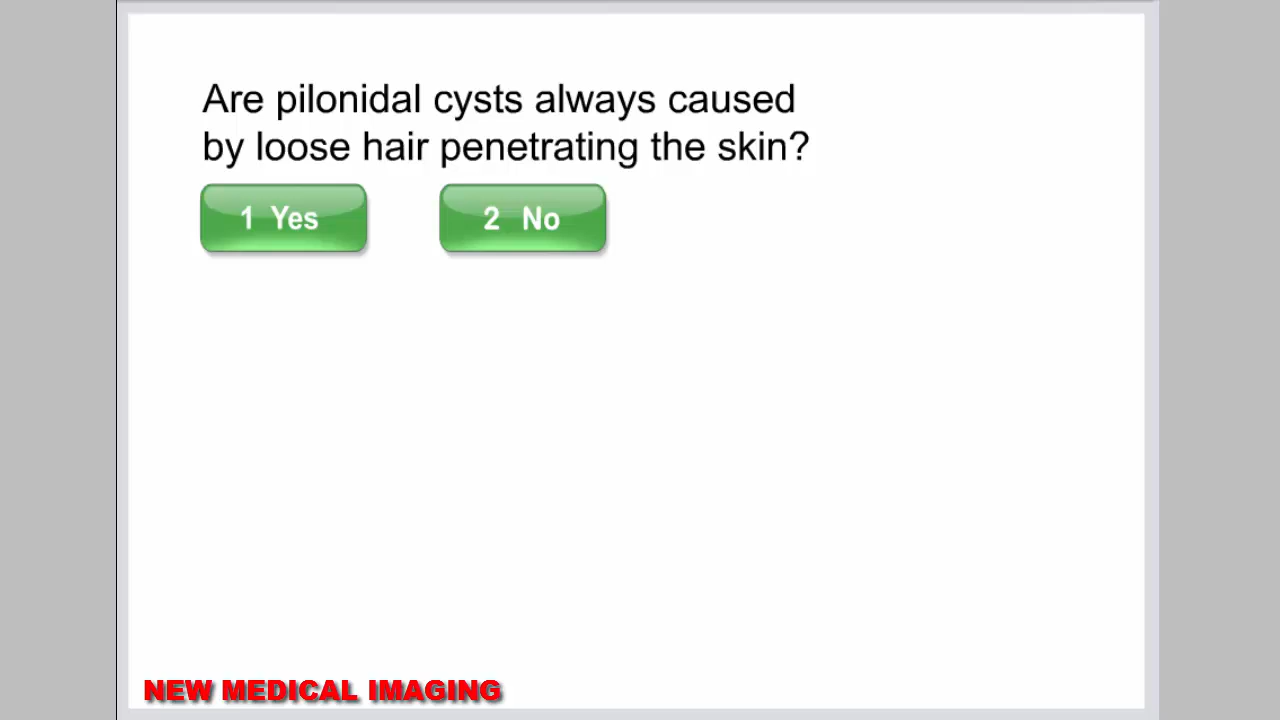 Are pilonidal cysts always caused
by loose hair penetrating the skin?
1 Yes 2 No
NEW MEDICAL IMAGING